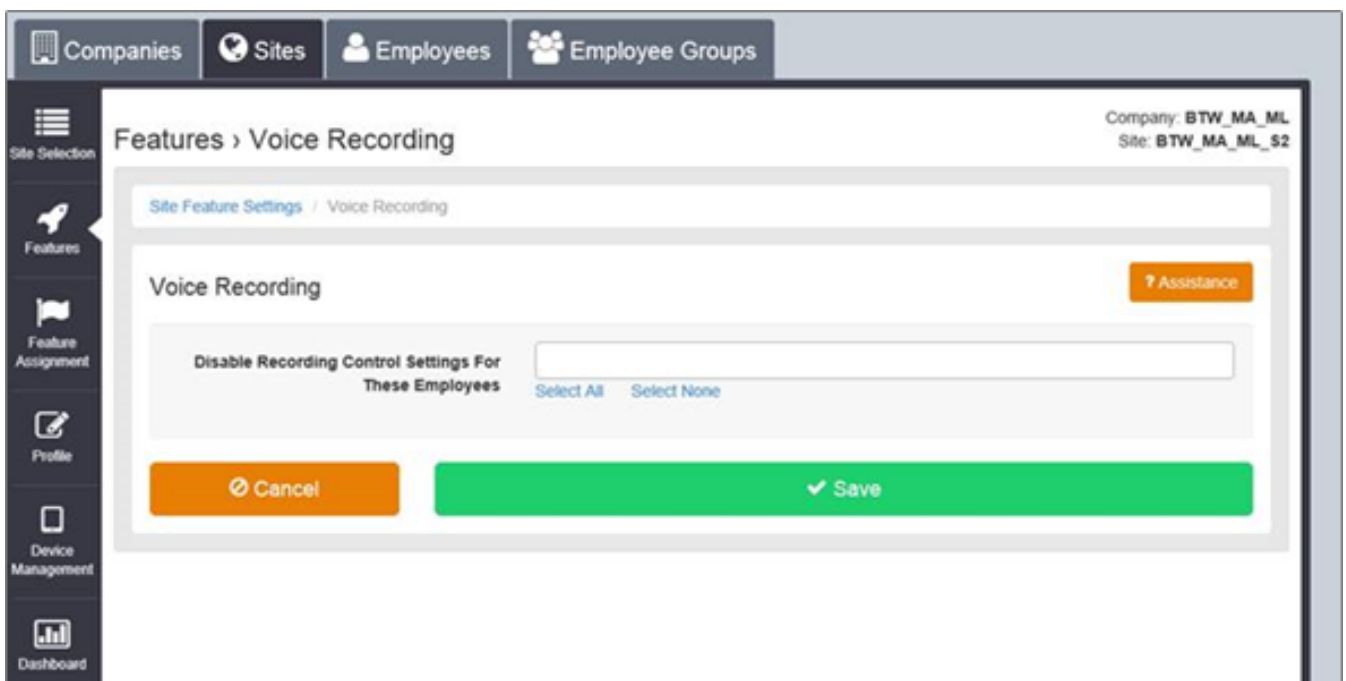 Companies Sites Employees Employee Groups
Company: BTW_MA_ML
Site: BTW_MA_ML_S2
Features › Voice Recording
Site Selection
Site Feature Settings / Voice Recording
Features
Voice Recording
? Assistance
Feature
Assignment
Disable Recording Control Settings For
These Employees
Select All Select None
Profile
Cancel
Save
Device
Management
Dashboard